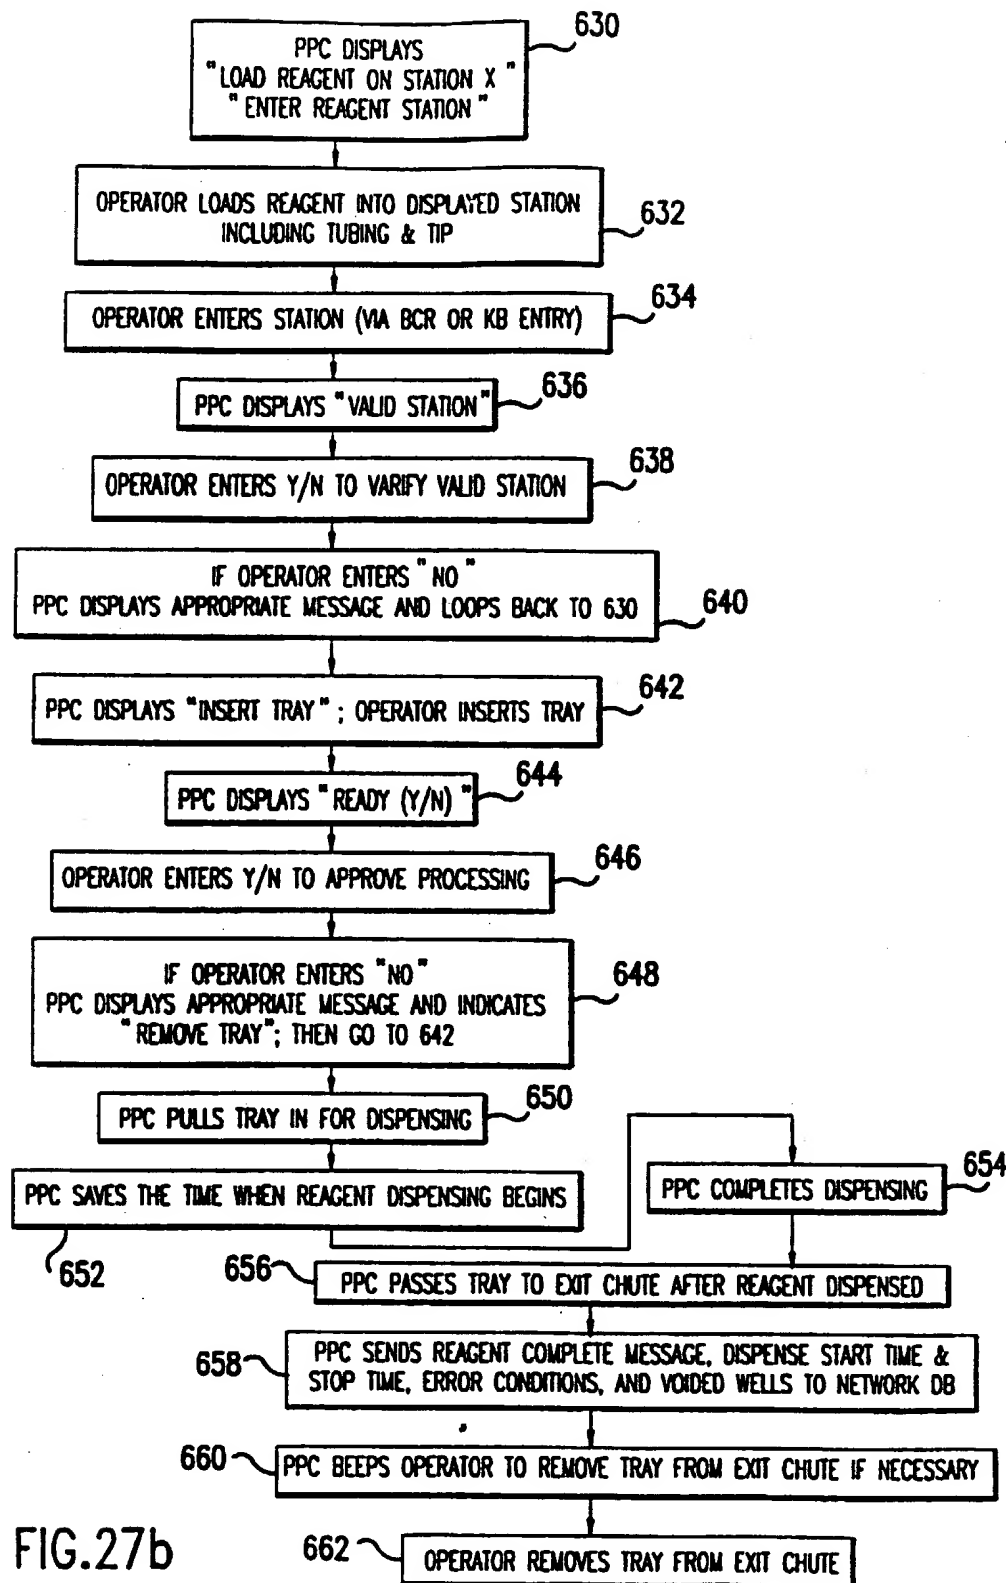 630
PPC DISPLAYS
"LOAD REAGENT ON STATION X"
"ENTER REAGENT STATION"
OPERATOR LOADS REAGENT INTO DISPLAYED STATION
INCLUDING TUBING & TIP
632
OPERATOR ENTERS STATION (VIA BCR OR KB ENTRY)
634
PPC DISPLAYS "VALID STATION"
636
OPERATOR ENTERS Y/N TO VARIFY VALID STATION
638
IF OPERATOR ENTERS "NO"
PPC DISPLAYS APPROPRIATE MESSAGE AND LOOPS BACK TO 630
640
PPC DISPLAYS "INSERT TRAY"; OPERATOR INSERTS TRAY
642
PPC DISPLAYS "READY (Y/N)"
644
OPERATOR ENTERS Y/N TO APPROVE PROCESSING
646
IF OPERATOR ENTERS "NO"
PPC DISPLAYS APPROPRIATE MESSAGE AND INDICATES
"REMOVE TRAY"; THEN GO TO 642
648
PPC PULLS TRAY IN FOR DISPENSING
650
PPC SAVES THE TIME WHEN REAGENT DISPENSING BEGINS
652
PPC COMPLETES DISPENSING
654
656
PPC PASSES TRAY TO EXIT CHUTE AFTER REAGENT DISPENSED
658
PPC SENDS REAGENT COMPLETE MESSAGE, DISPENSE START TIME &
STOP TIME, ERROR CONDITIONS, AND VOIDED WELLS TO NETWORK DB
660
PPC BEEPS OPERATOR TO REMOVE TRAY FROM EXIT CHUTE IF NECESSARY
662
OPERATOR REMOVES TRAY FROM EXIT CHUTE
FIG.27b